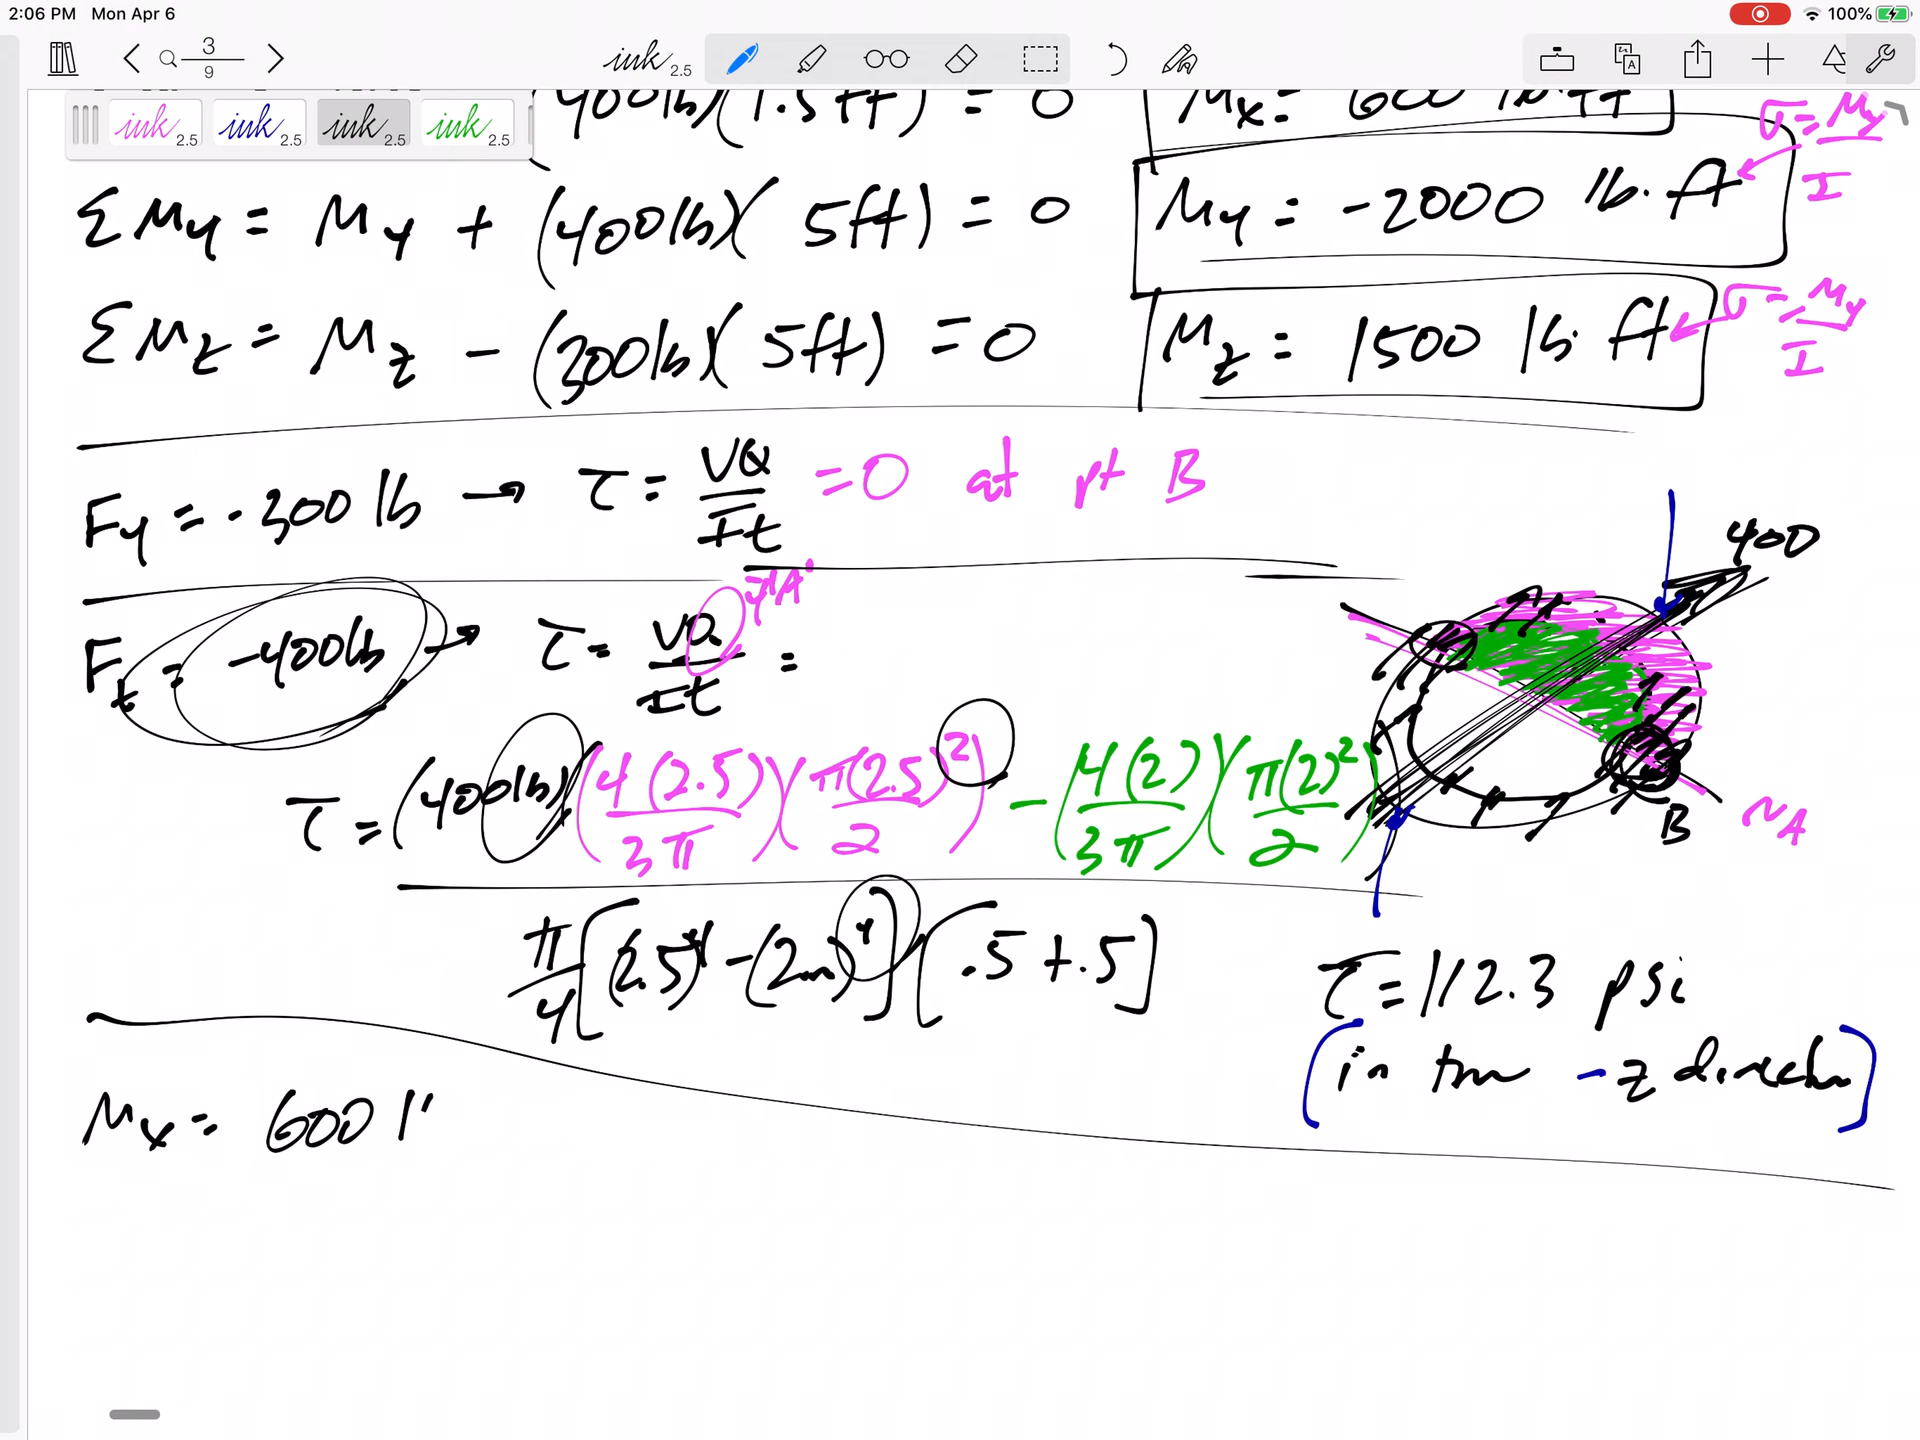 2:06 PM Mon Apr 6
100%
3
9
ink 2.5
ink 2.5 ink 2.5 ink 2.5 ink 2.5
400lb)(1.5ft) = 0
Mx = 600 lb·ft
σ = My
I
ΣMy = My + (400lb)(5ft) = 0
My = -2000 lb·ft
ΣMz = Mz - (300lb)(5ft) = 0
Mz = 1500 lb·ft
σ = My
I
Fy = -300 lb → τ = VQ = 0 at pt B
It
400
Fz = -400lb → τ = VQ =
It
y'A'
τ = (400lb)(4(2.5))(π(2.5)²) - (4(2))(π(2)²)
3π 2 3π 2
B
NA
π [(2.5)⁴ - (2in)⁴][.5 + .5]
4
τ = 112.3 psi
-z
Mx = 600 l